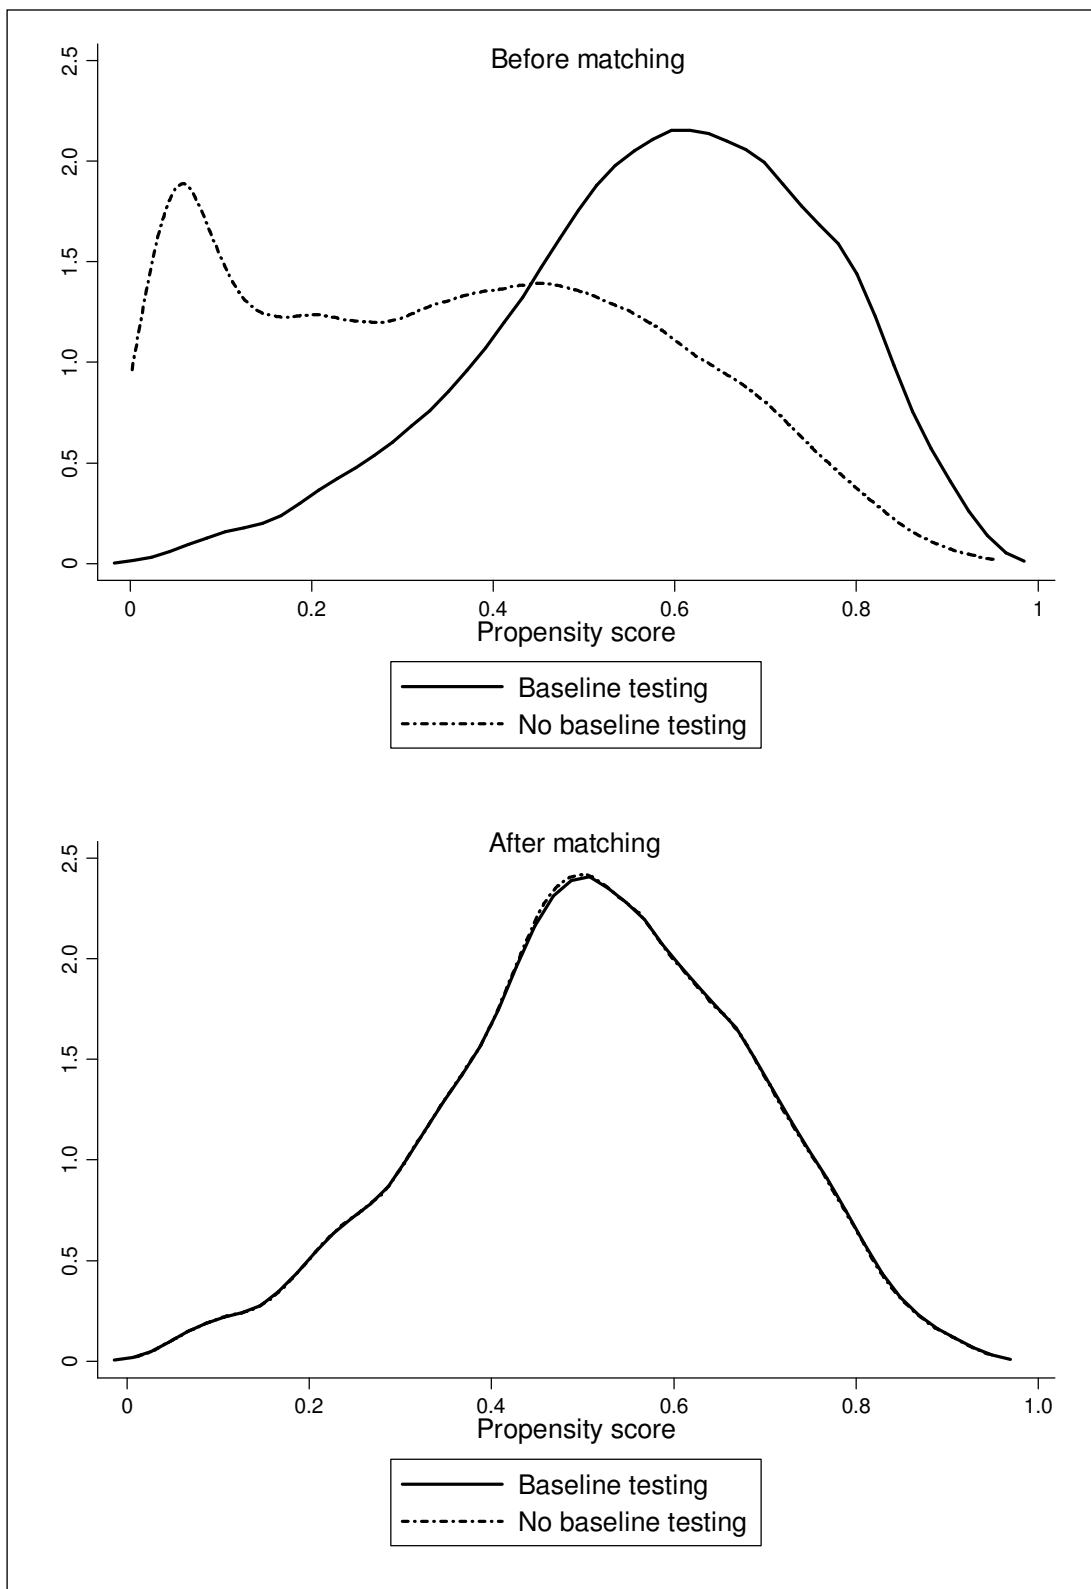 Before matching
2.5
2.0
1.5
1.0
0.5
0
0 0.2 0.4 0.6 0.8 1
Propensity score
Baseline testing
No baseline testing
After matching
2.5
2.0
1.5
1.0
0.5
0
0 0.2 0.4 0.6 0.8 1.0
Propensity score
Baseline testing
No baseline testing